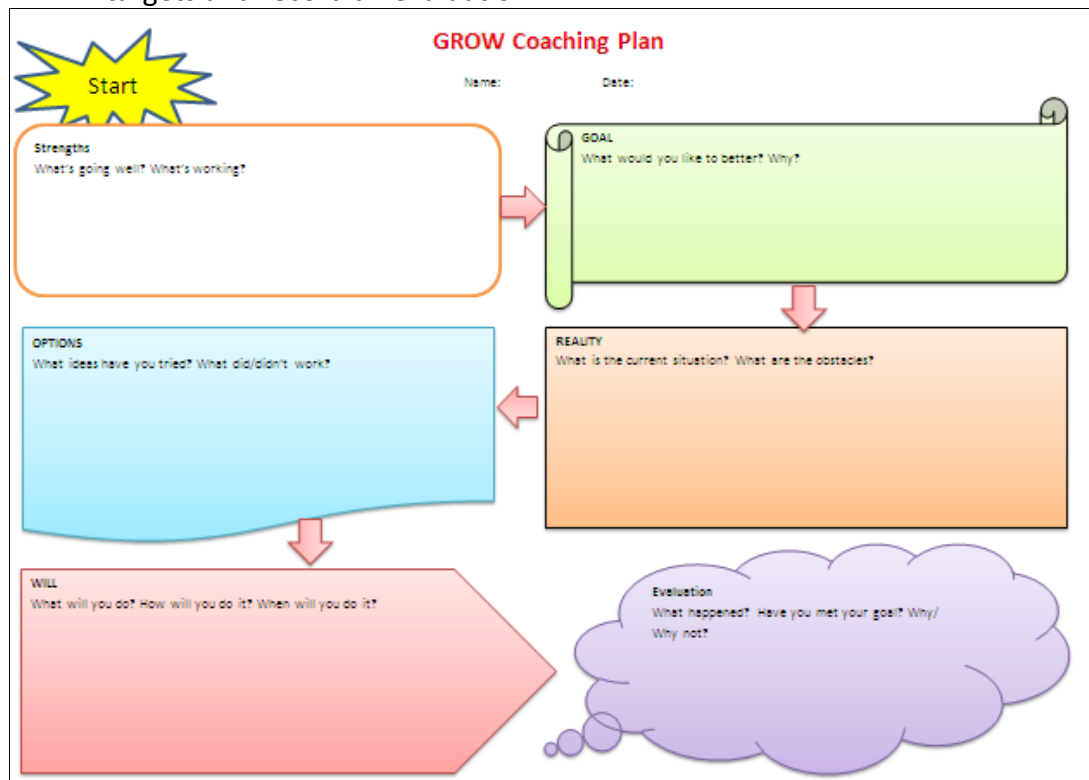 GROW Coaching Plan
Start
Name: Date:
Strengths
What's going well? What's working?
GOAL
What would you like to better? Why?
REALITY
What is the current situation? What are the obstacles?
OPTIONS
What ideas have you tried? What did/didn't work?
WILL
What will you do? How will you do it? When will you do it?
Evaluation
What happened? Have you met your goal? Why/
Why not?